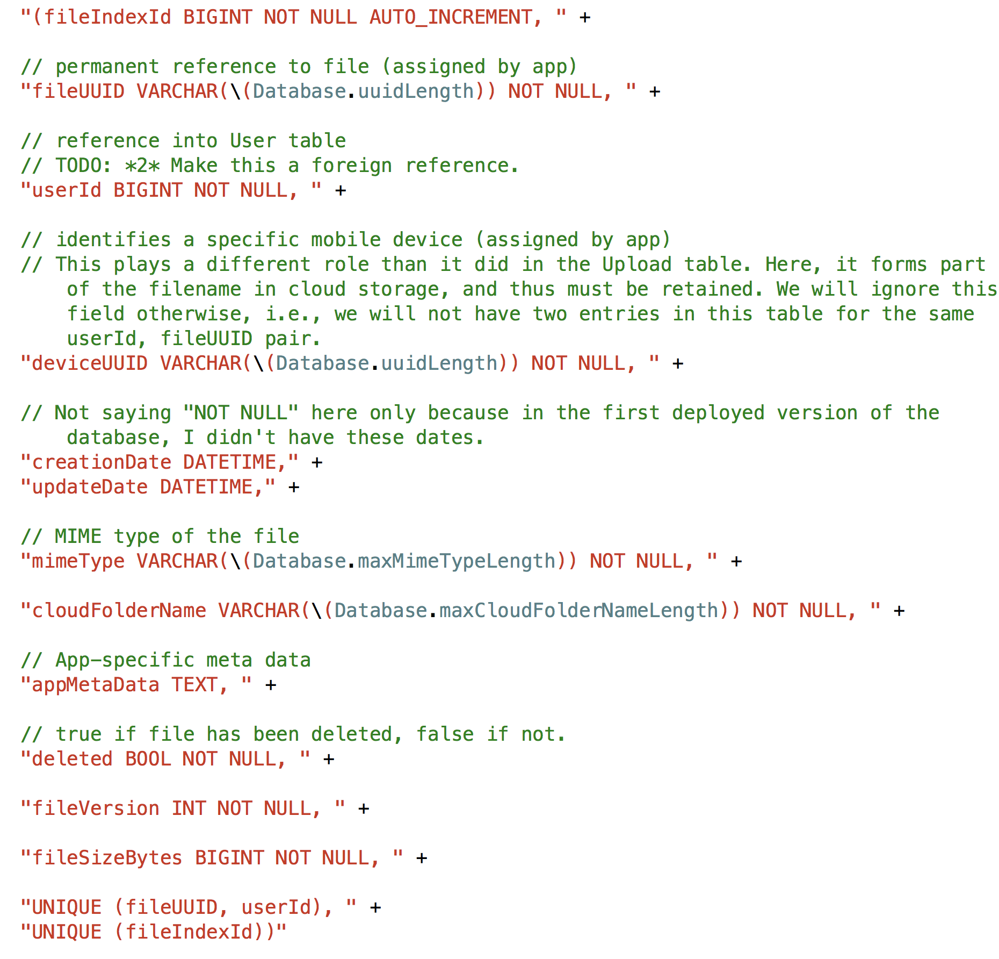 "(fileIndexId BIGINT NOT NULL AUTO_INCREMENT, " +
// permanent reference to file (assigned by app)
"fileUUID VARCHAR(\(Database.uuidLength)) NOT NULL, " +
// reference into User table
// TODO: *2* Make this a foreign reference.
"userId BIGINT NOT NULL, " +
// identifies a specific mobile device (assigned by app)
// This plays a different role than it did in the Upload table. Here, it forms part
of the filename in cloud storage, and thus must be retained. We will ignore this
field otherwise, i.e., we will not have two entries in this table for the same
userId, fileUUID pair.
"deviceUUID VARCHAR(\(Database.uuidLength)) NOT NULL, " +
// Not saying "NOT NULL" here only because in the first deployed version of the
database, I didn't have these dates.
"creationDate DATETIME," +
"updateDate DATETIME," +
// MIME type of the file
"mimeType VARCHAR(\(Database.maxMimeTypeLength)) NOT NULL, " +
"cloudFolderName VARCHAR(\(Database.maxCloudFolderNameLength)) NOT NULL, " +
// App-specific meta data
"appMetaData TEXT, " +
// true if file has been deleted, false if not.
"deleted BOOL NOT NULL, " +
"fileVersion INT NOT NULL, " +
"fileSizeBytes BIGINT NOT NULL, " +
"UNIQUE (fileUUID, userId), " +
"UNIQUE (fileIndexId))"